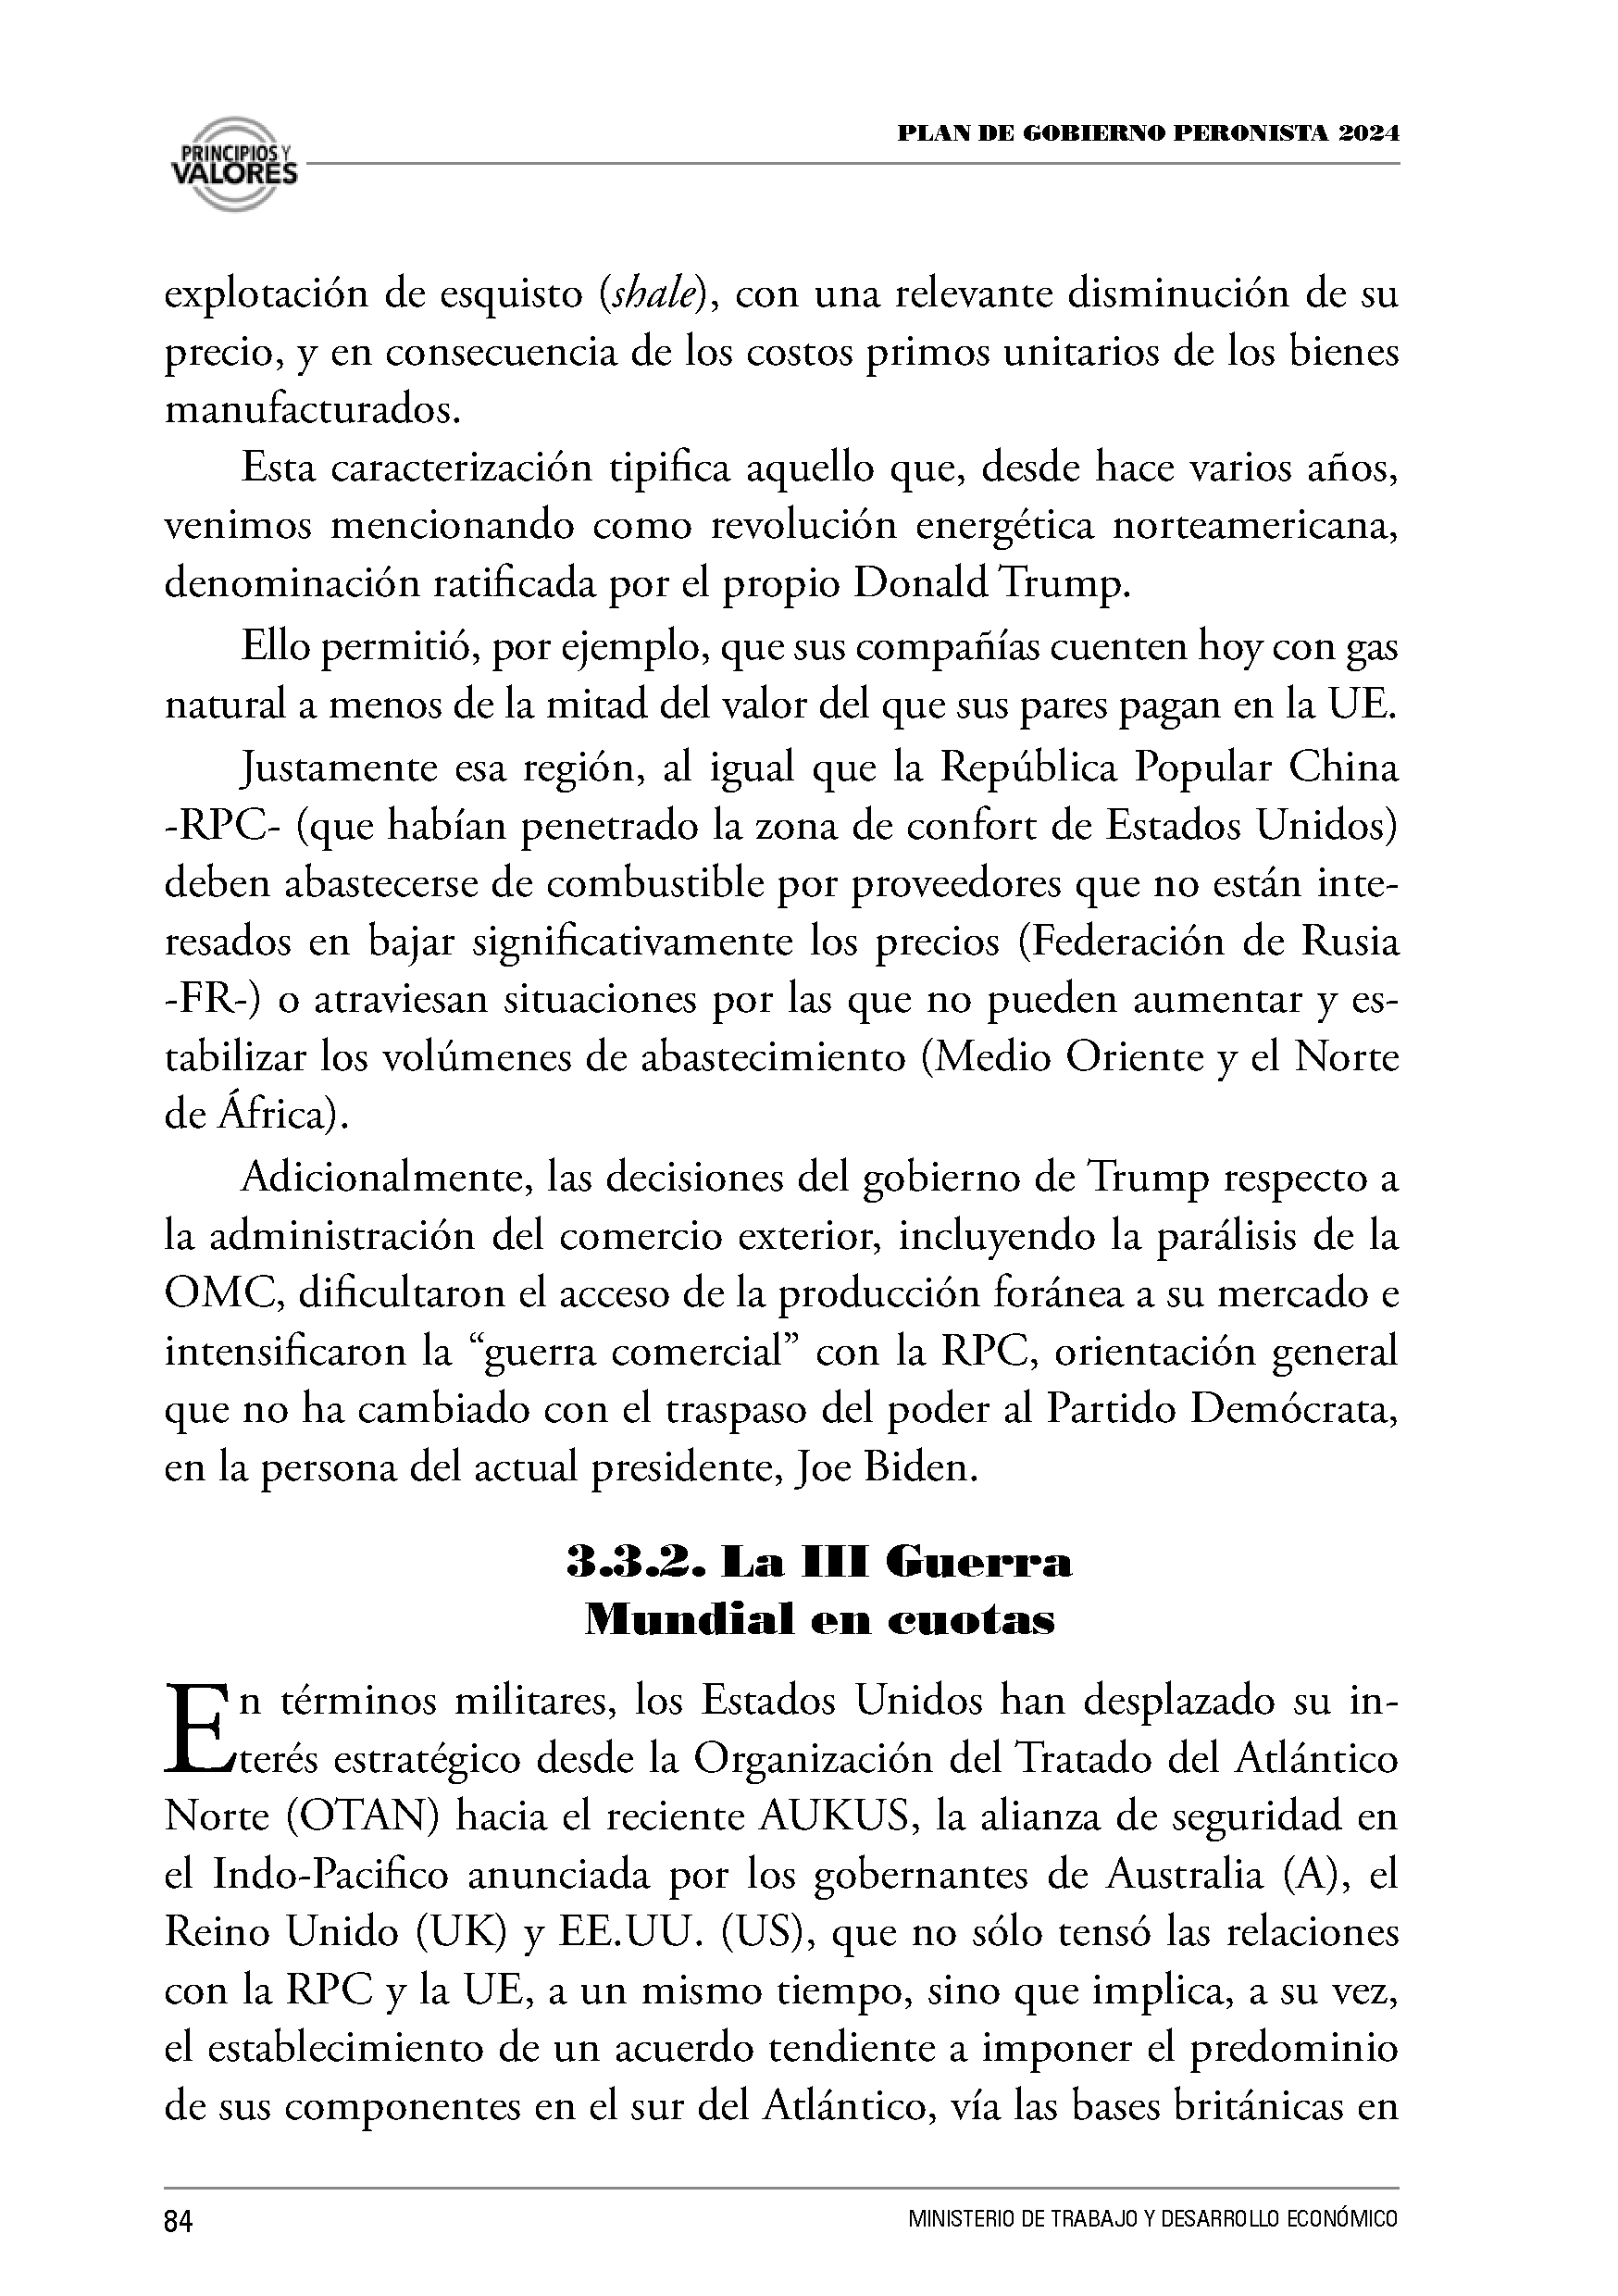 PRINCIPIOS Y
VALORES
PLAN DE GOBIERNO PERONISTA 2024
explotación de esquisto (shale), con una relevante disminución de su
precio, y en consecuencia de los costos primos unitarios de los bienes
manufacturados.
Esta caracterización tipifica aquello que, desde hace varios años,
venimos mencionando como revolución energética norteamericana,
denominación ratificada por el propio Donald Trump.
Ello permitió, por ejemplo, que sus compañías cuenten hoy con gas
natural a menos de la mitad del valor del que sus pares pagan en la UE.
Justamente esa región, al igual que la República Popular China
-RPC- (que habían penetrado la zona de confort de Estados Unidos)
deben abastecerse de combustible por proveedores que no están inte-
resados en bajar significativamente los precios (Federación de Rusia
-FR-) o atraviesan situaciones por las que no pueden aumentar y es-
tabilizar los volúmenes de abastecimiento (Medio Oriente y el Norte
de África).
Adicionalmente, las decisiones del gobierno de Trump respecto a
la administración del comercio exterior, incluyendo la parálisis de la
OMC, dificultaron el acceso de la producción foránea a su mercado e
intensificaron la “guerra comercial” con la RPC, orientación general
que no ha cambiado con el traspaso del poder al Partido Demócrata,
en la persona del actual presidente, Joe Biden.
3.3.2. La III Guerra
Mundial en cuotas
En términos militares, los Estados Unidos han desplazado su in-
terés estratégico desde la Organización del Tratado del Atlántico
Norte (OTAN) hacia el reciente AUKUS, la alianza de seguridad en
el Indo-Pacifico anunciada por los gobernantes de Australia (A), el
Reino Unido (UK) y EE.UU. (US), que no sólo tensó las relaciones
con la RPC y la UE, a un mismo tiempo, sino que implica, a su vez,
el establecimiento de un acuerdo tendiente a imponer el predominio
de sus componentes en el sur del Atlántico, vía las bases británicas en
84
MINISTERIO DE TRABAJO Y DESARROLLO ECONÓMICO